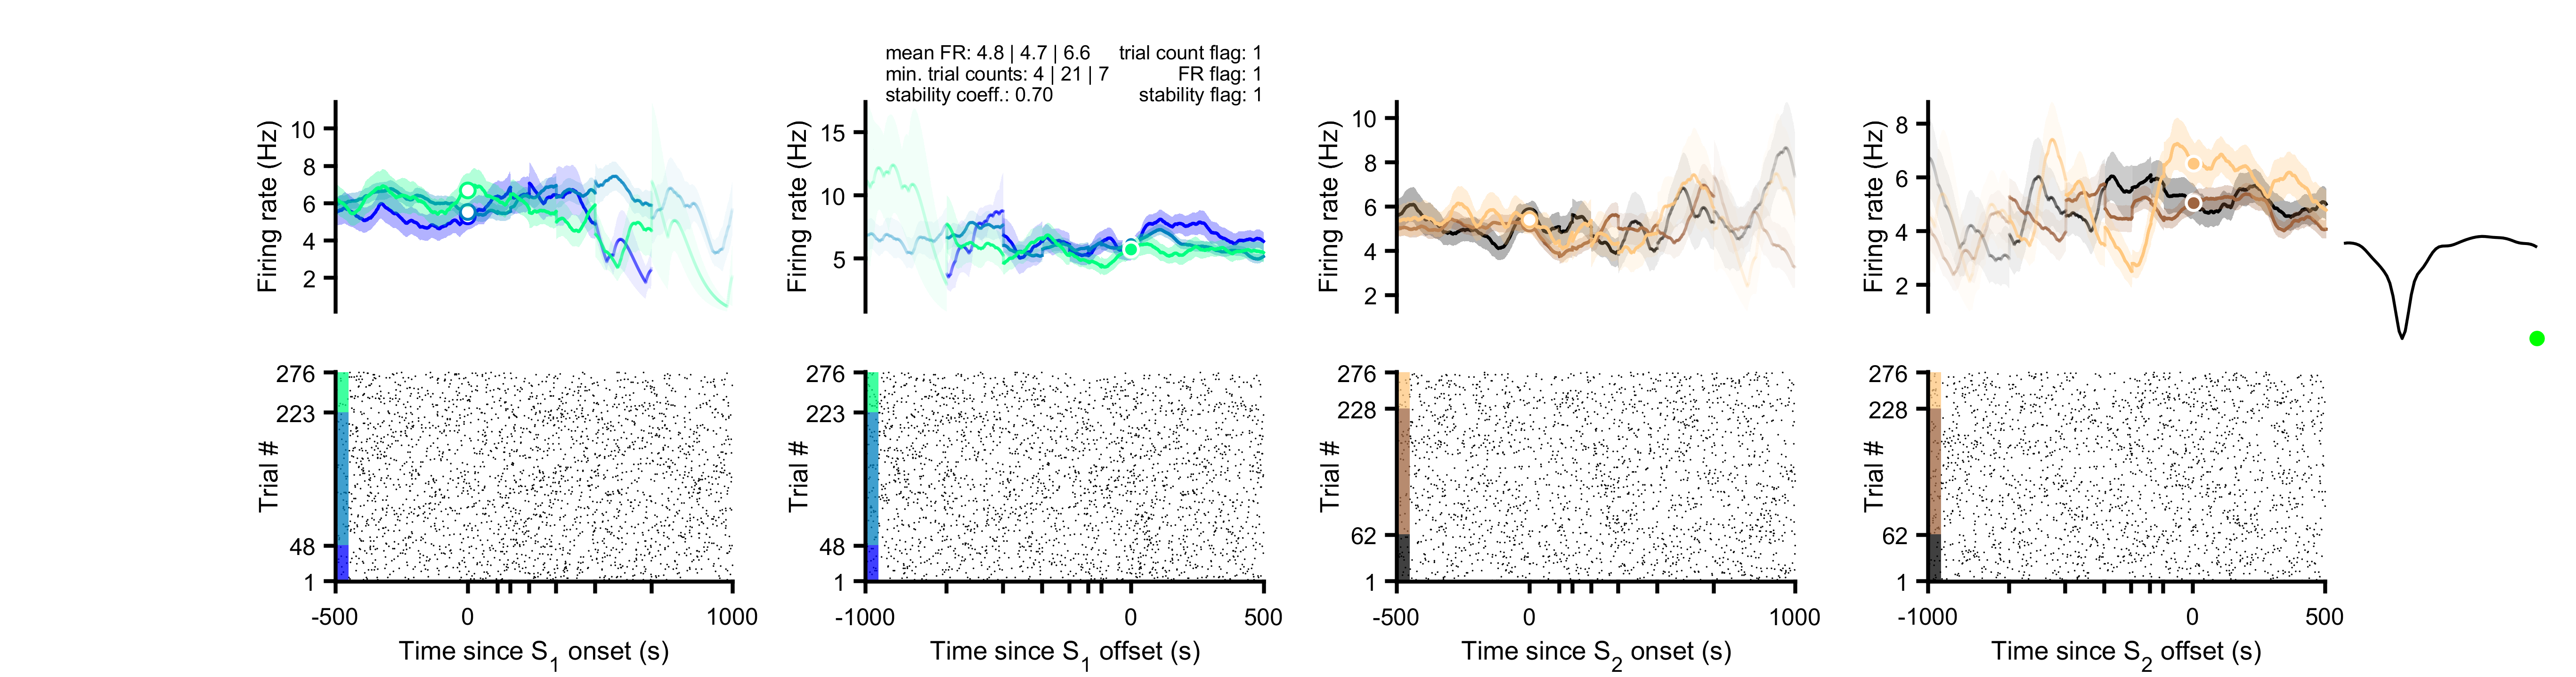 mean FR: 4.8 | 4.7 | 6.6
trial count flag: 1
min. trial counts: 4 | 21 | 7
FR flag: 1
stability coeff.: 0.70
stability flag: 1
Firing rate (Hz)
10
8
6
4
2
Firing rate (Hz)
15
10
5
Firing rate (Hz)
10
8
6
4
2
Firing rate (Hz)
8
6
4
2
Trial #
276
223
48
1
-500
0
1000
Time since S1 onset (s)
Trial #
276
223
48
1
-1000
0
500
Time since S1 offset (s)
Trial #
276
228
62
1
-500
0
1000
Time since S2 onset (s)
Trial #
276
228
62
1
-1000
0
500
Time since S2 offset (s)